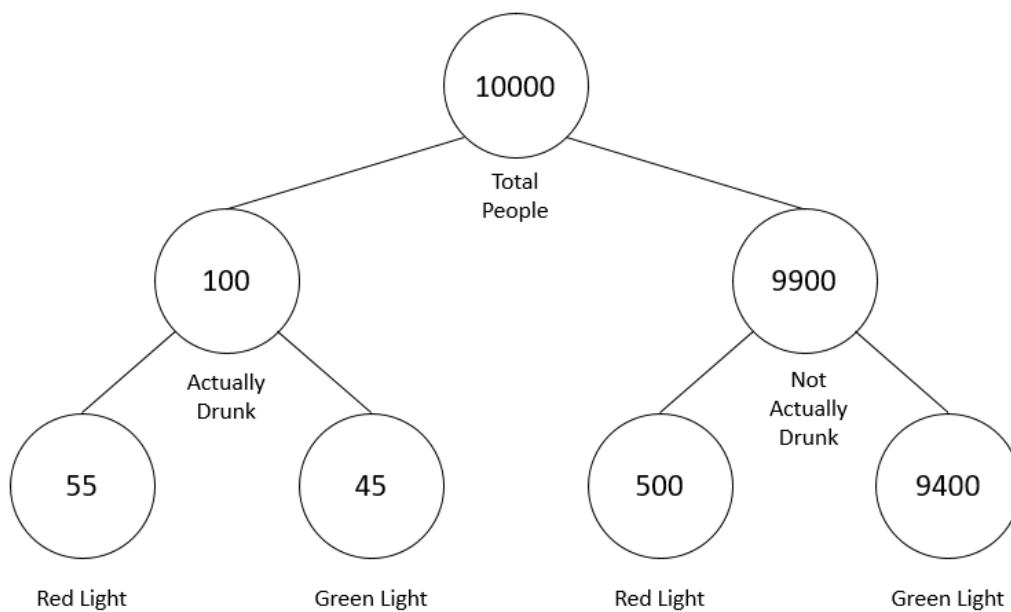 10000
Total
People
100
9900
Actually
Drunk
Not
Actually
Drunk
55
45
500
9400
Red Light
Green Light
Red Light
Green Light